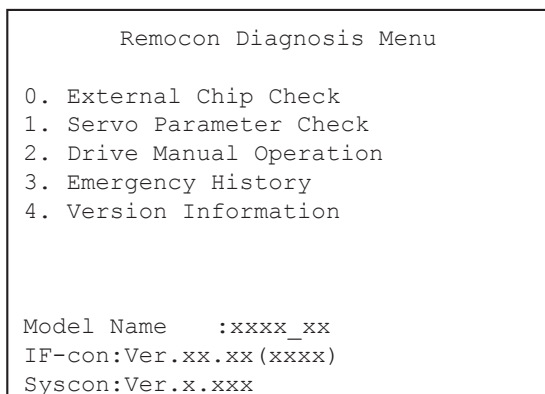 Remocon Diagnosis Menu
0. External Chip Check
1. Servo Parameter Check
2. Drive Manual Operation
3. Emergency History
4. Version Information
Model Name   :xxxx_xx
IF-con:Ver.xx.xx(xxxx)
Syscon:Ver.x.xxx